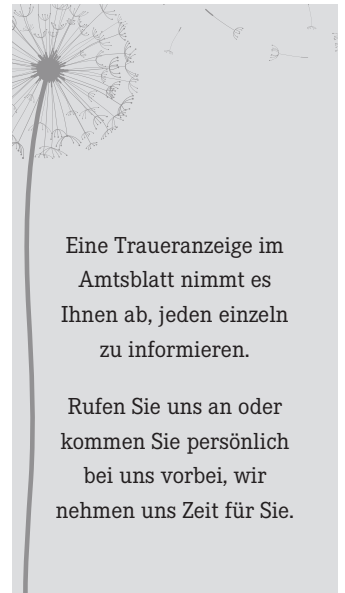 Eine Traueranzeige im
Amtsblatt nimmt es
Ihnen ab, jeden einzeln
zu informieren.
Rufen Sie uns an oder
kommen Sie persönlich
bei uns vorbei, wir
nehmen uns Zeit für Sie.